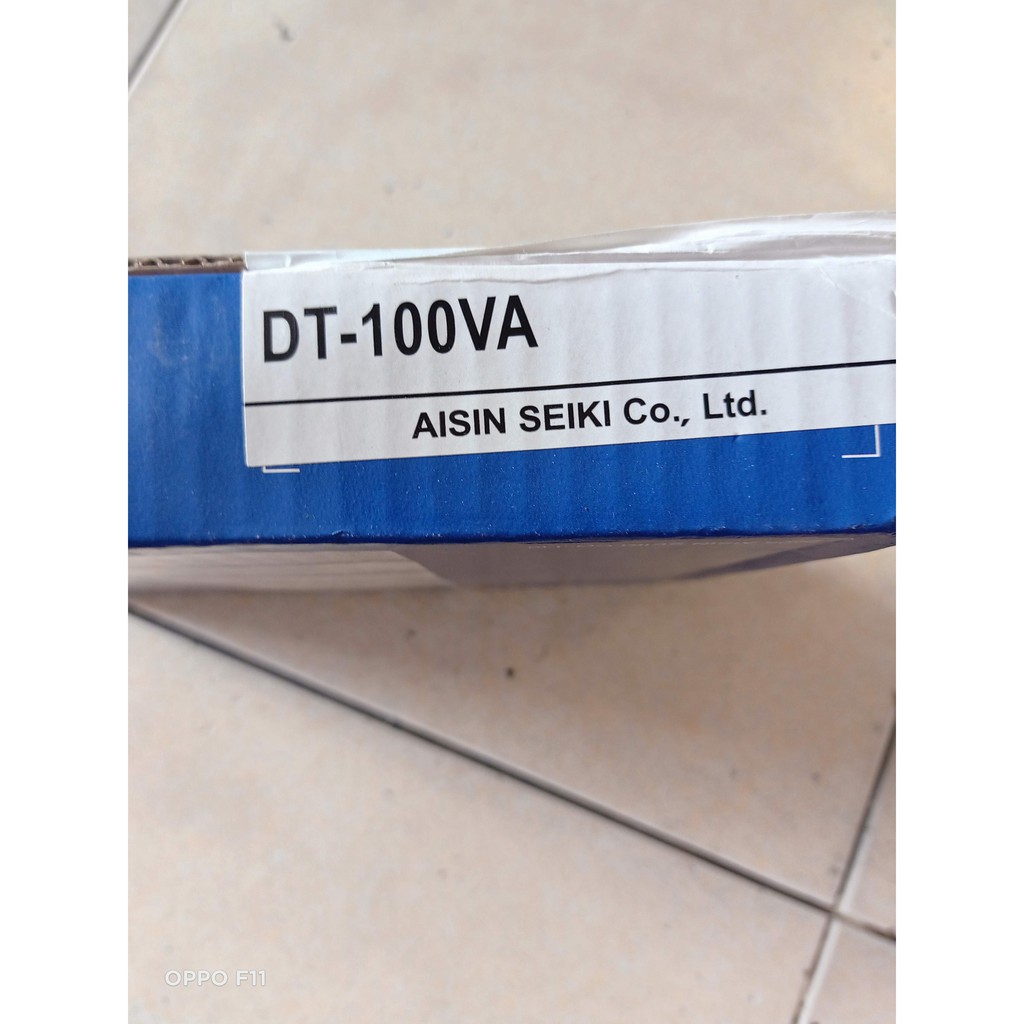 DT-100VA
AISIN SEIKI Co., Ltd.
OPPO F11